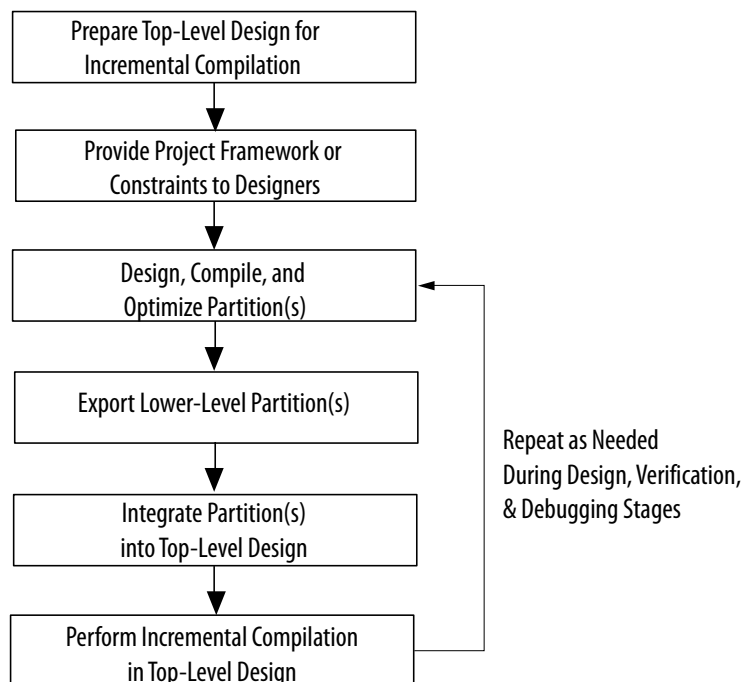 Prepare Top-Level Design for
Incremental Compilation
Provide Project Framework or
Constraints to Designers
Design, Compile, and
Optimize Partition(s)
Export Lower-Level Partition(s)
Repeat as Needed
During Design, Verification,
& Debugging Stages
Integrate Partition(s)
into Top-Level Design
Perform Incremental Compilation
in Top-Level Design